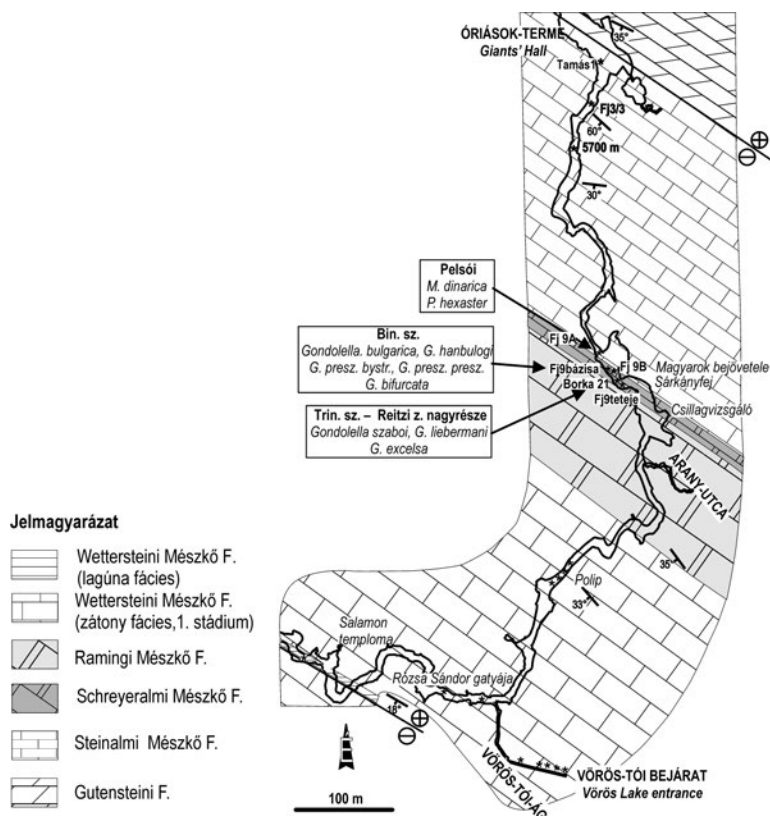 ÓRIÁSOK-TERME
Giants' Hall
35°
Tamás1
Fj3/3
60°
5700 m
30°
Pelsói
M. dinarica
P. hexaster
Bin. sz.
Gondolella. bulgarica, G. hanbulogi
G. presz. bystr., G. presz. presz.
G. bifurcata
Trin. sz. – Reitzi z. nagyrésze
Gondolella szaboi, G. liebermani
G. excelsa
Fj 9A
Fj 9B
Fj9bázisa
Borka 21
Fj9teteje
Magyarok bejövetele
Sárkányfej
Csillagvizsgáló
ARANY-UTCA
35°
Polip
33°
Salamon
temploma
Rózsa Sándor gatyája
18°
VÖRÖS-TÓI-ÁG
VÖRÖS-TÓI BEJÁRAT
Vörös Lake entrance
100 m
Jelmagyarázat
Wettersteini Mészkő F.
(lagúna fácies)
Wettersteini Mészkő F.
(zátony fácies,1. stádium)
Ramingi Mészkő F.
Schreyeralmi Mészkő F.
Steinalmi Mészkő F.
Gutensteini F.